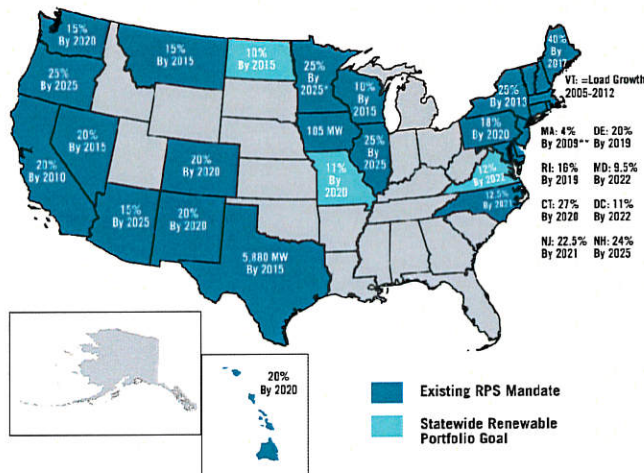 15%
By 2020
15%
By 2015
10%
By 2015
25%
By 2025*
10%
By
2015
40%
By
2017
VT: =Load Growth
2005-2012
25%
By 2025
25%
By 2013
18%
By 2020
105 MW
20%
By
2015
25%
By
2025
MA: 4% DE: 20%
By 2009** By 2019
20%
By 2010
20%
By 2020
11%
By
2020
12%
By 2022
RI: 16% MD: 9.5%
By 2019 By 2022
12.5%
By 2021
CT: 27% DC: 11%
By 2020 By 2022
15%
By
2025
20%
By 2020
NJ: 22.5% NH: 24%
By 2021 By 2025
5,880 MW
By 2015
20%
By 2020
Existing RPS Mandate
Statewide Renewable
Portfolio Goal